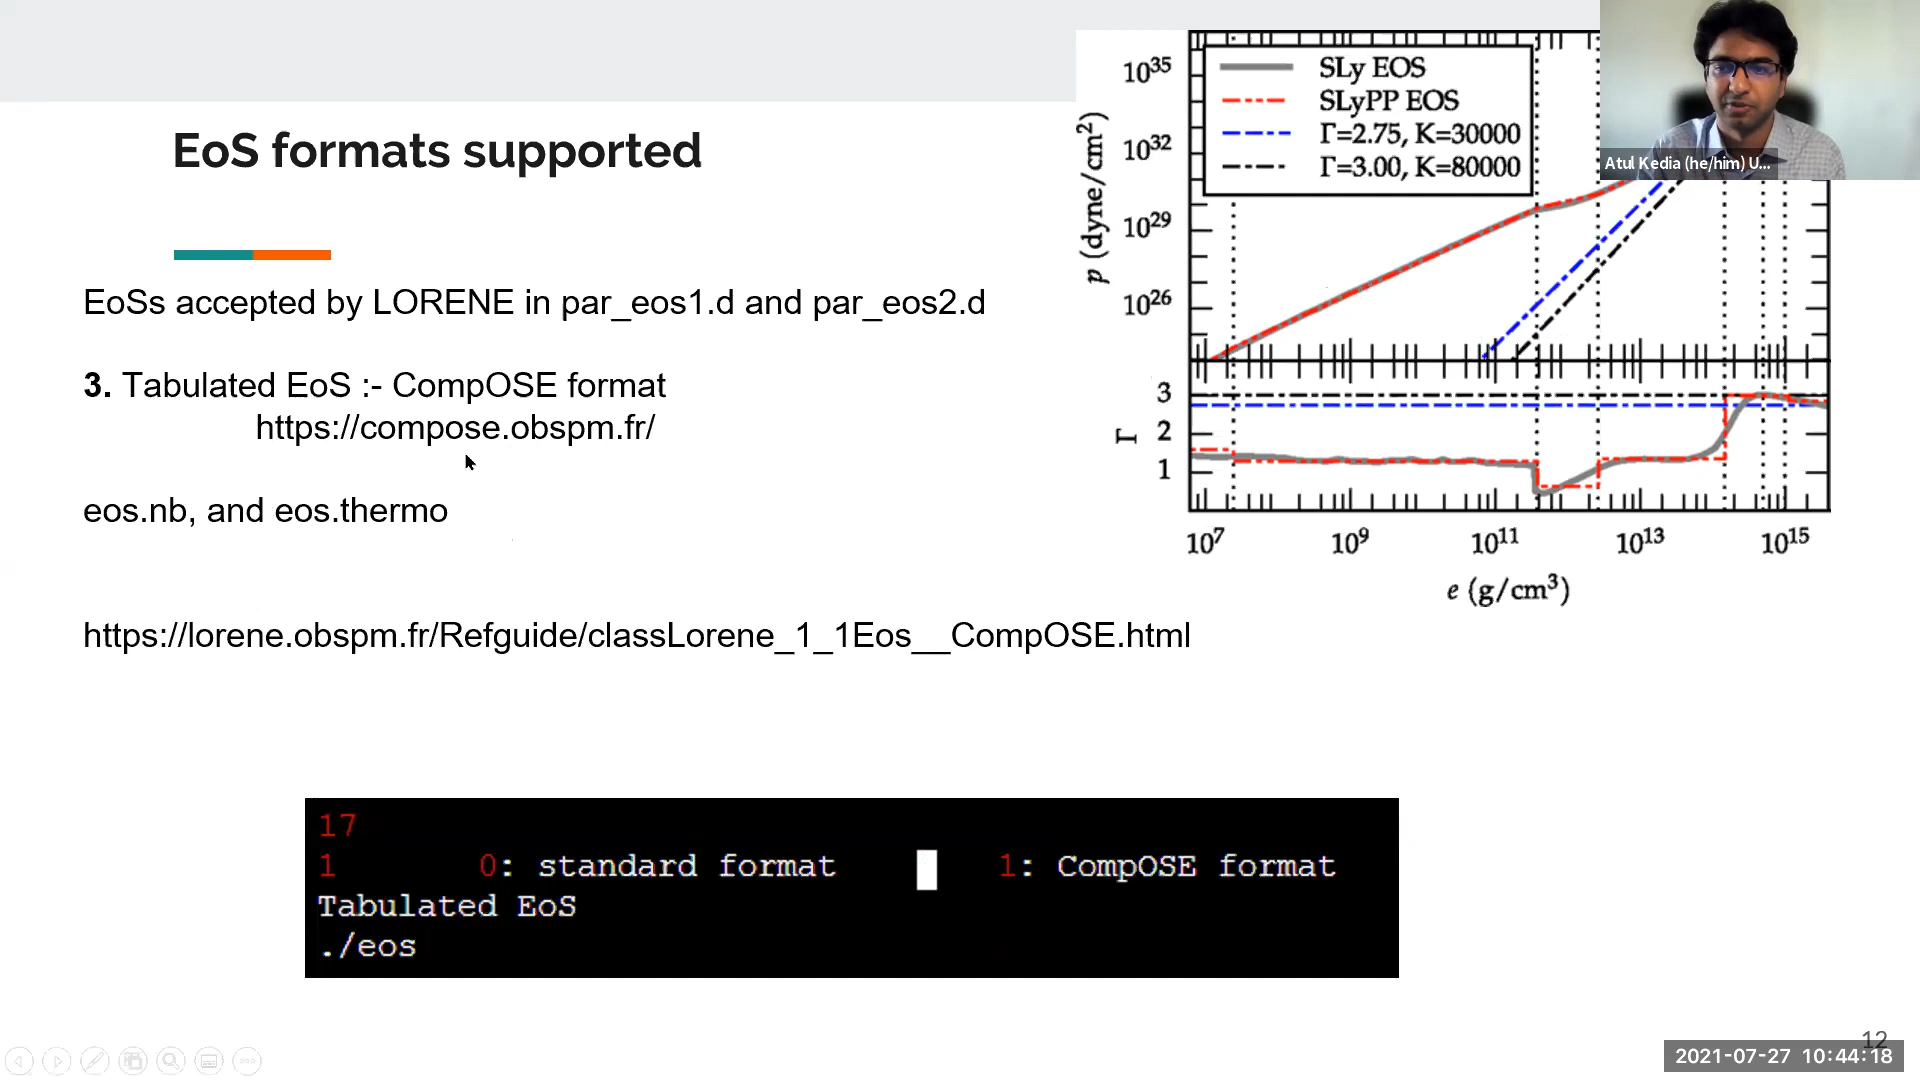 EoS formats supported
EoSs accepted by LORENE in par_eos1.d and par_eos2.d
3. Tabulated EoS :- CompOSE format
https://compose.obspm.fr/
eos.nb, and eos.thermo
https://lorene.obspm.fr/Refguide/classLorene_1_1Eos__CompOSE.html
17
1 0: standard format 1: CompOSE format
Tabulated EoS
./eos
SLy EOS
SLyPP EOS
Γ=2.75, K=30000
Γ=3.00, K=80000
p (dyne/cm²)
10³⁵
10³²
10²⁹
10²⁶
Γ
3
2
1
10⁷ 10⁹ 10¹¹ 10¹³ 10¹⁵
e (g/cm³)
Atul Kedia (he/him) U...
12
2021-07-27 10:44:18